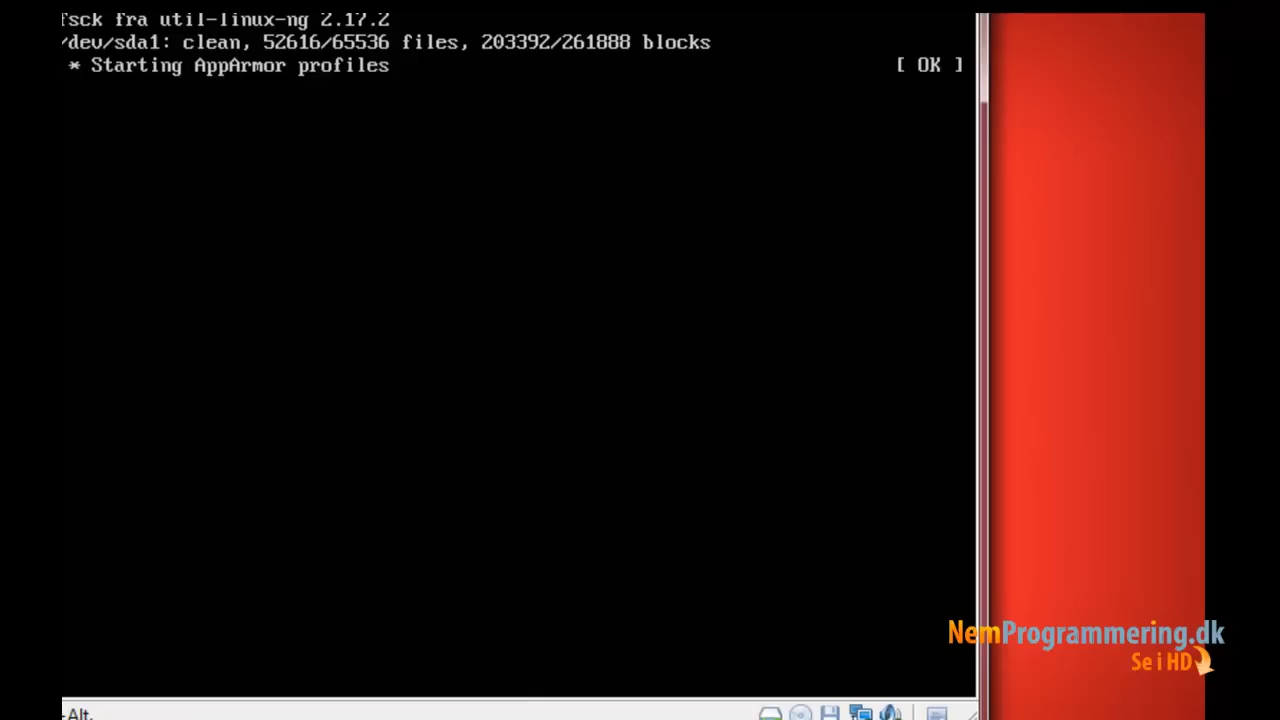 fsck fra util-linux-ng 2.17.2
/dev/sda1: clean, 52616/65536 files, 203392/261888 blocks
* Starting AppArmor profiles [ OK ]
NemProgrammering.dk
Se i HD
-Alt.